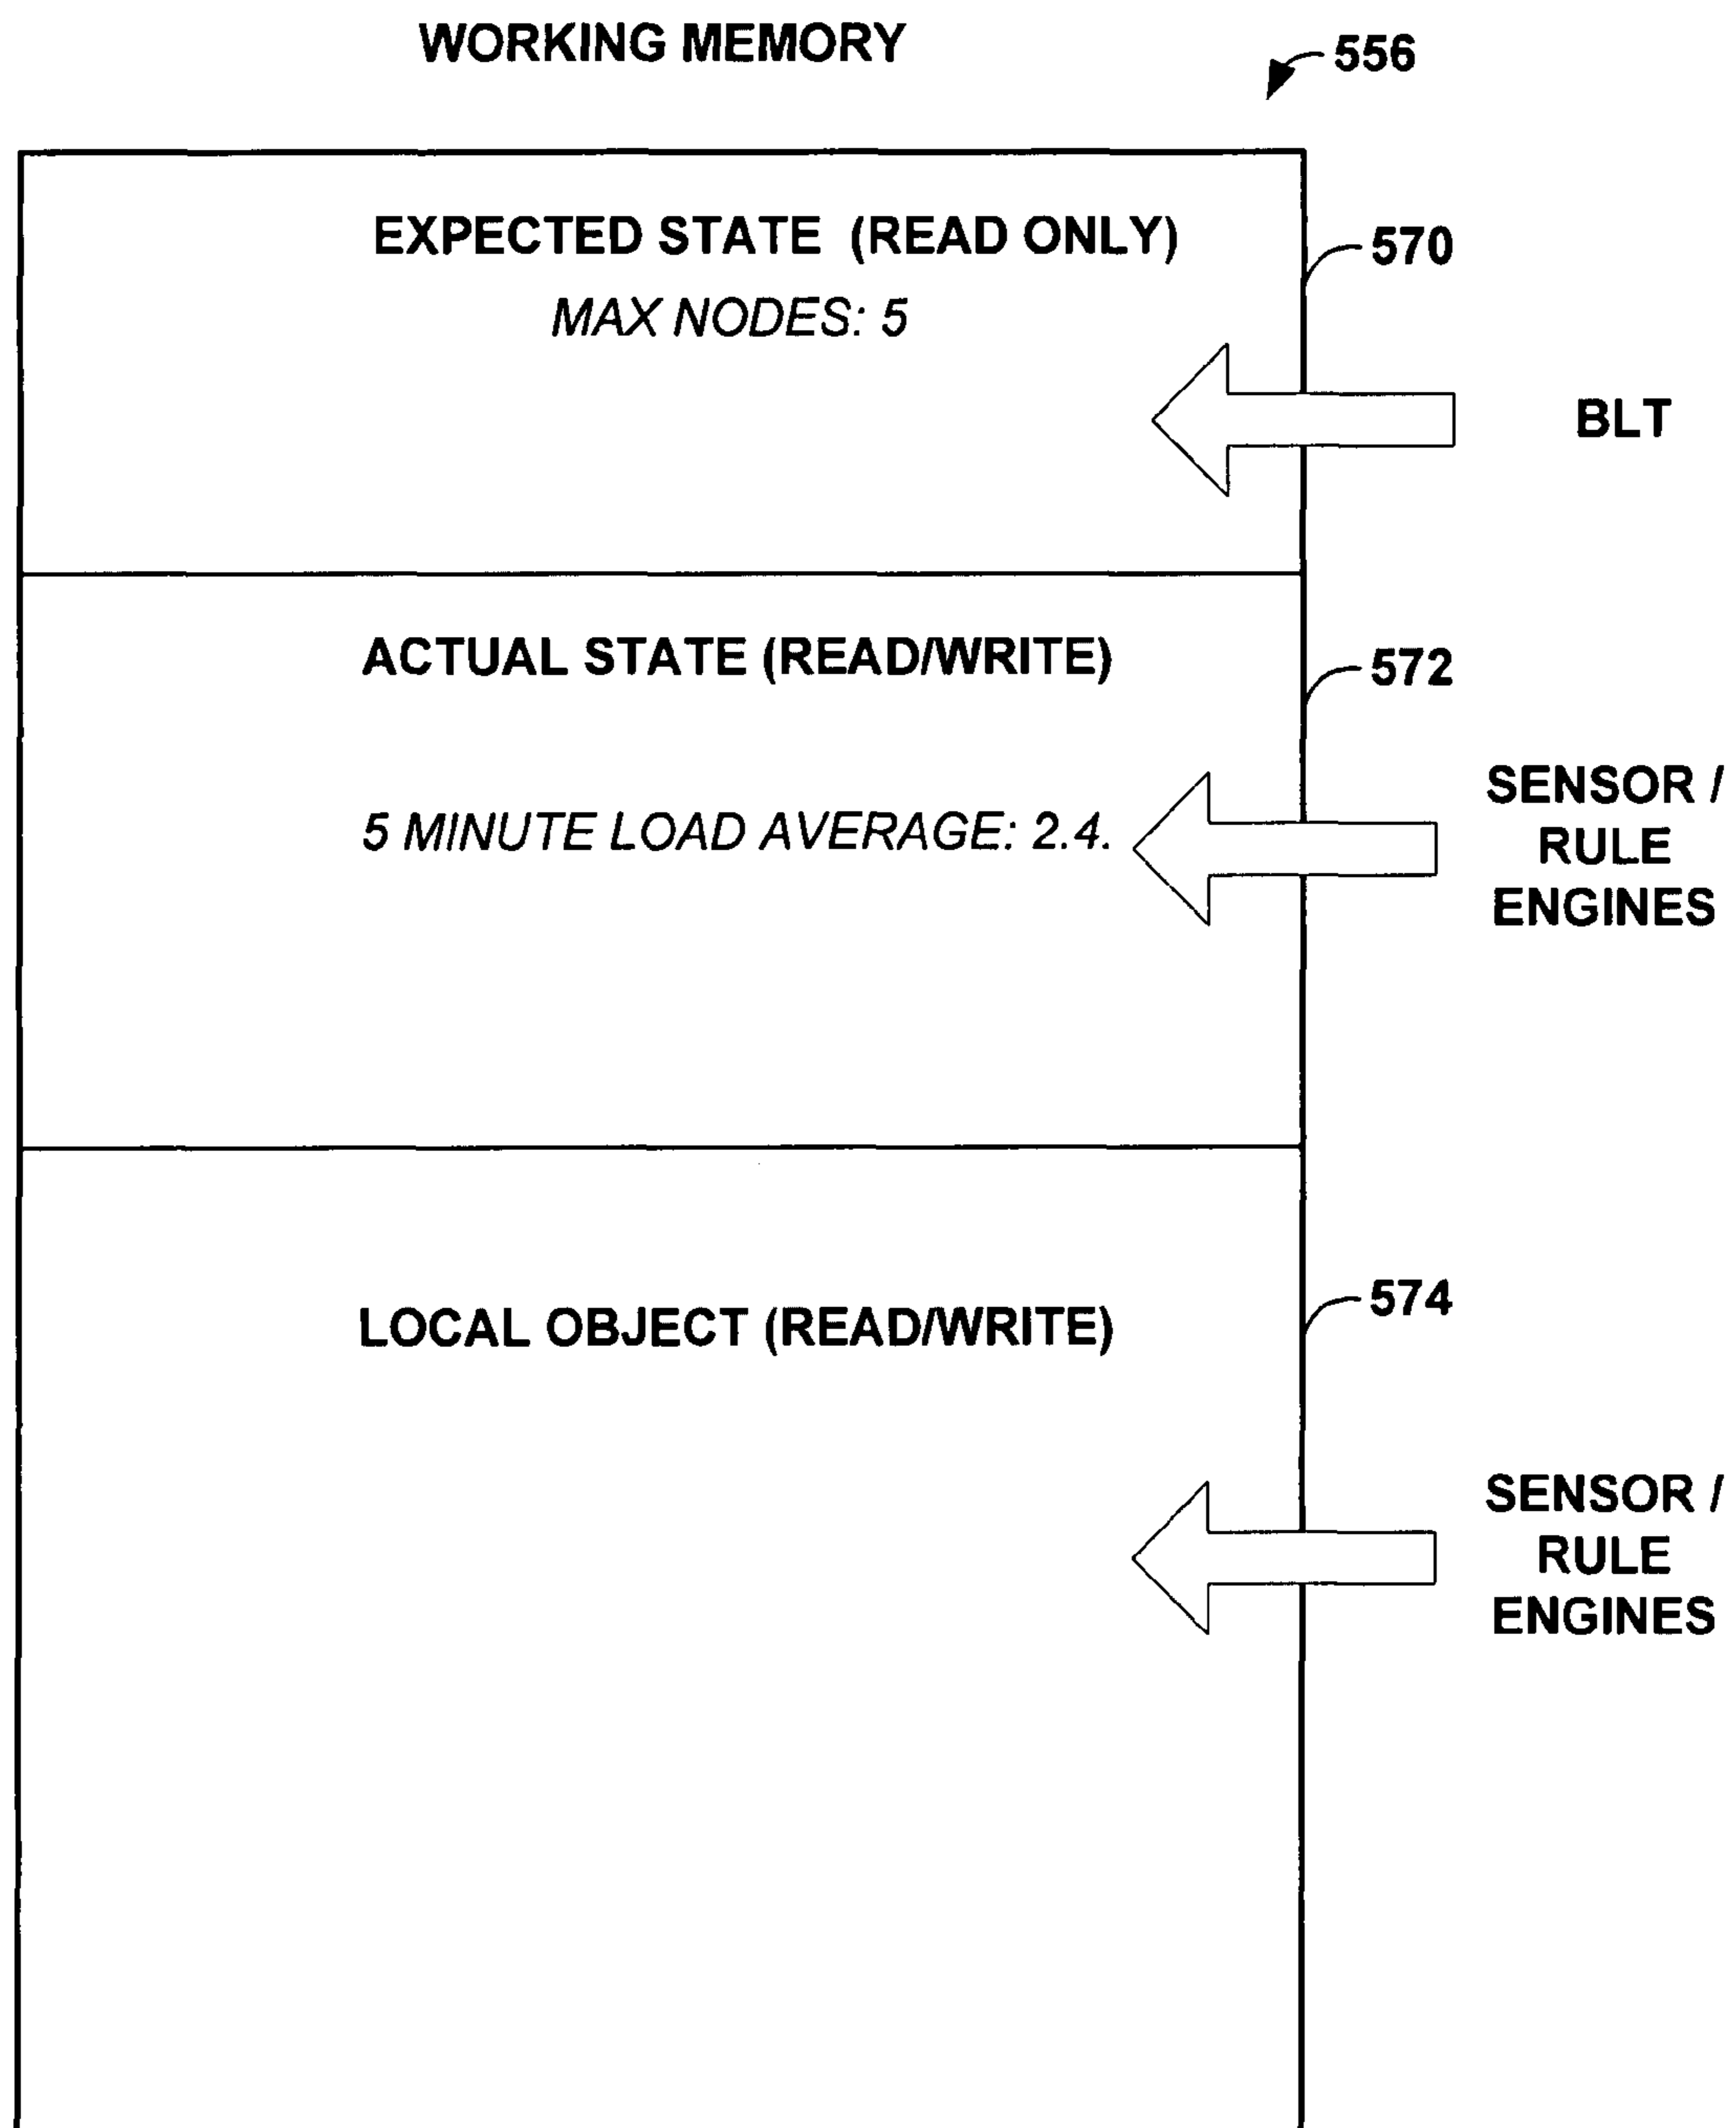 WORKING MEMORY
556
EXPECTED STATE (READ ONLY)
570
MAX NODES: 5
BLT
ACTUAL STATE (READ/WRITE)
572
5 MINUTE LOAD AVERAGE: 2.4.
SENSOR /
RULE
ENGINES
574
LOCAL OBJECT (READ/WRITE)
SENSOR /
RULE
ENGINES